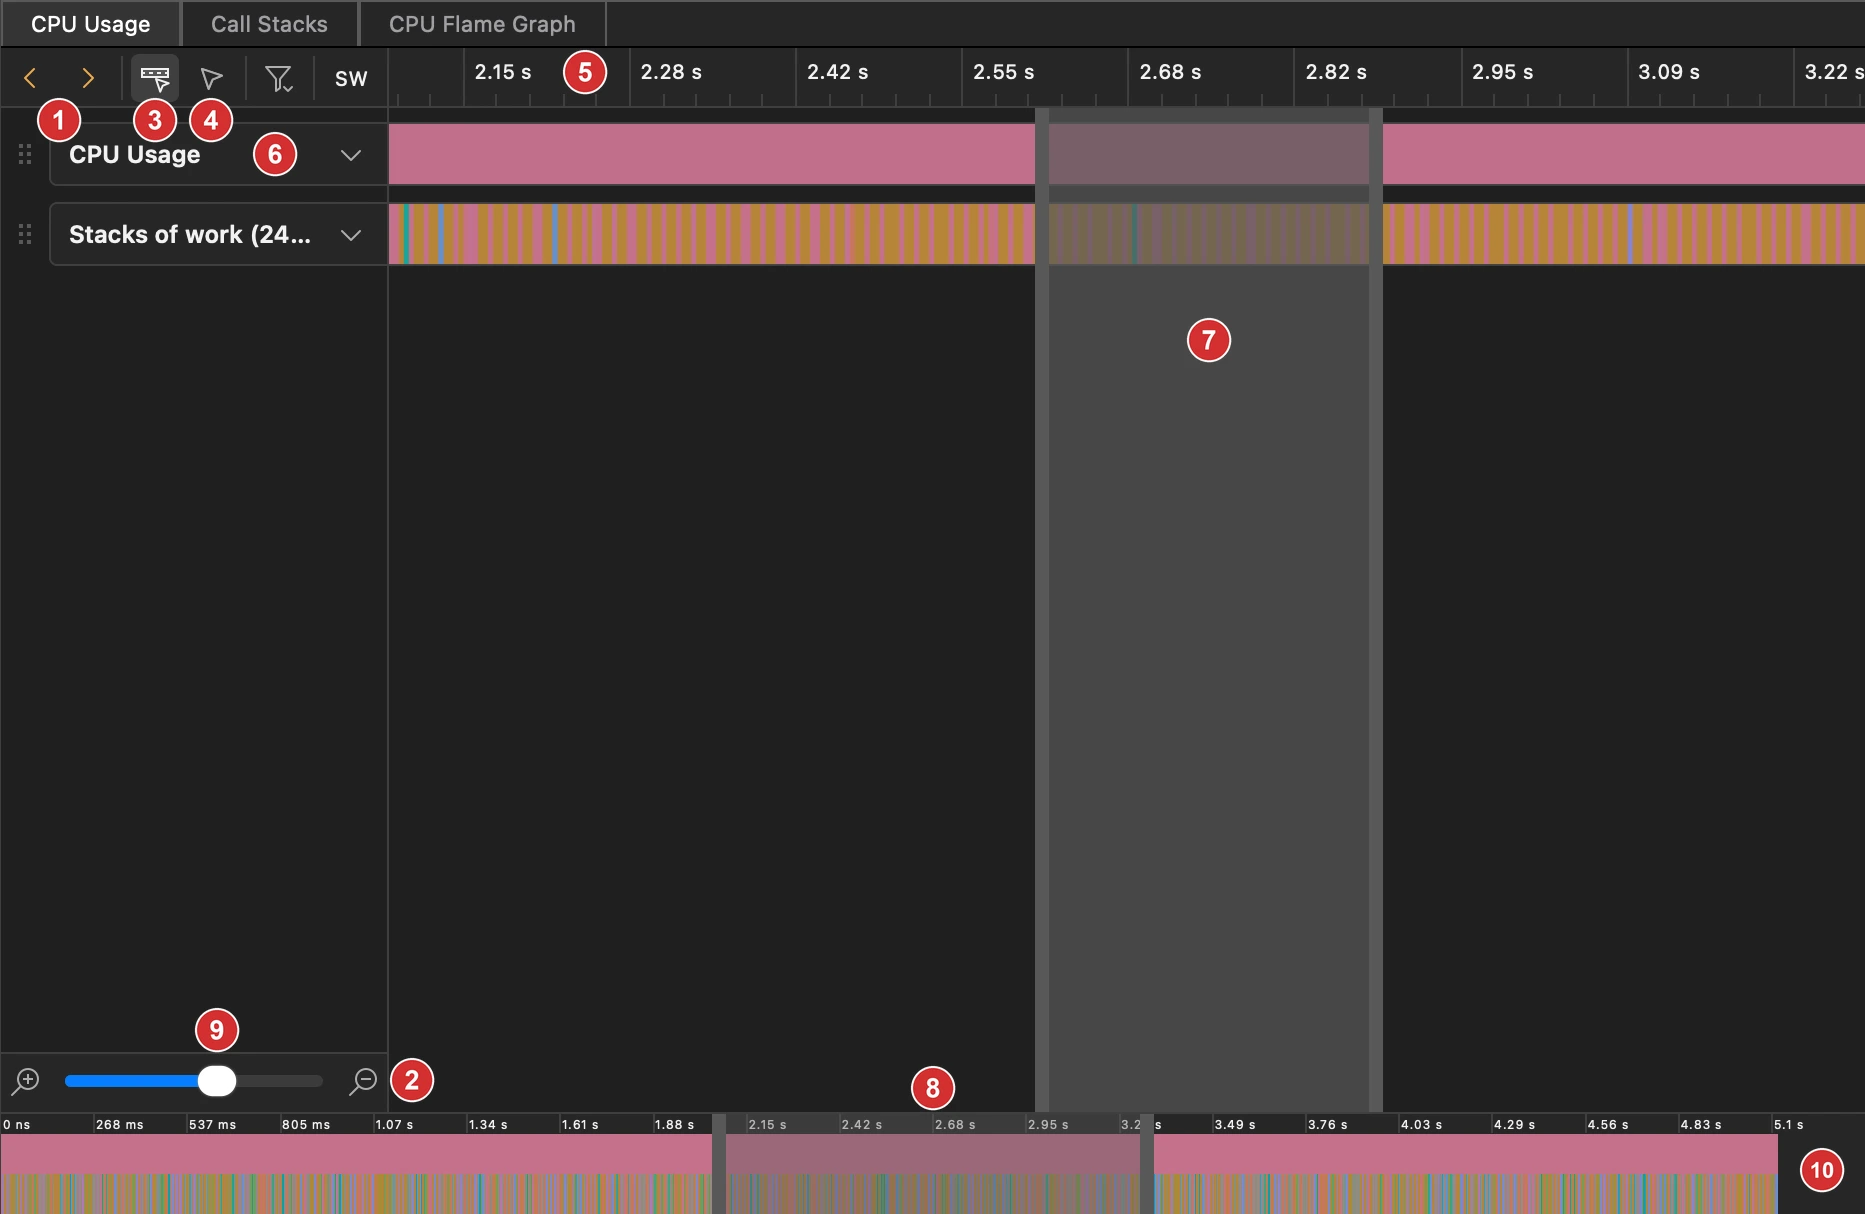 CPU Usage Call Stacks CPU Flame Graph
SW 2.15 s 5 2.28 s 2.42 s 2.55 s 2.68 s 2.82 s 2.95 s 3.09 s 3.22 s
1 3 4
CPU Usage 6
Stacks of work (24...
7
9
2 8
0 ns 268 ms 537 ms 805 ms 1.07 s 1.34 s 1.61 s 1.88 s 2.15 s 2.42 s 2.68 s 2.95 s 3.2 s 3.49 s 3.76 s 4.03 s 4.29 s 4.56 s 4.83 s 5.1 s
10